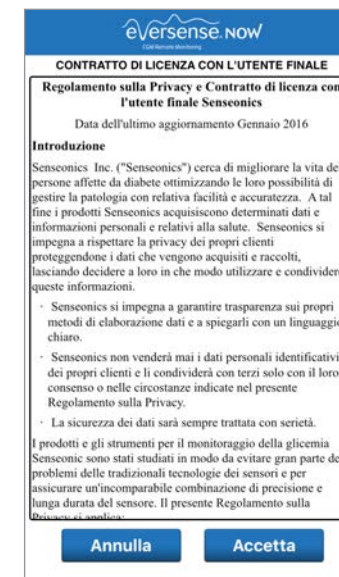 eversense NOW
CGM Remote Monitoring
CONTRATTO DI LICENZA CON L'UTENTE FINALE
Regolamento sulla Privacy e Contratto di licenza con
l'utente finale Senseonics
Data dell'ultimo aggiornamento Gennaio 2016
Introduzione
Senseonics Inc. ("Senseonics") cerca di migliorare la vita de
persone affette da diabete ottimizzando le loro possibilità di
gestire la patologia con relativa facilità e accuratezza. A tal
fine i prodotti Senseonics acquisiscono determinati dati e
informazioni personali e relativi alla salute. Senseonics si
impegna a rispettare la privacy dei propri clienti
proteggendone i dati che vengono acquisiti e raccolti,
lasciando decidere a loro in che modo utilizzare e condivider
queste informazioni.
· Senseonics si impegna a garantire trasparenza sui propri
metodi di elaborazione dati e a spiegarli con un linguaggio
chiaro.
· Senseonics non venderà mai i dati personali identificativi
dei propri clienti e li condividerà con terzi solo con il loro
consenso o nelle circostanze indicate nel presente
Regolamento sulla Privacy.
· La sicurezza dei dati sarà sempre trattata con serietà.
I prodotti e gli strumenti per il monitoraggio della glicemia
Senseonic sono stati studiati in modo da evitare gran parte de
problemi delle tradizionali tecnologie dei sensori e per
assicurare un'incomparabile combinazione di precisione e
lunga durata del sensore. Il presente Regolamento sulla
Privacy si applica:
Annulla
Accetta